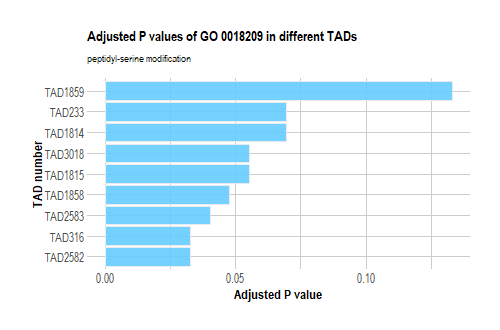 Adjusted P values of GO 0018209 in different TADs
peptidyl-serine modification
TAD number
TAD1859
TAD233
TAD1814
TAD3018
TAD1815
TAD1858
TAD2583
TAD316
TAD2582
0.00 0.05 0.10
Adjusted P value